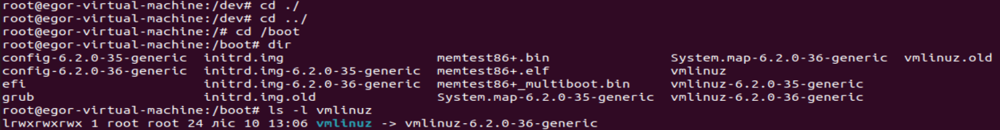 root@egor-virtual-machine:/dev# cd ./
root@egor-virtual-machine:/dev# cd ../
root@egor-virtual-machine:/# cd /boot
root@egor-virtual-machine:/boot# dir
config-6.2.0-35-generic  initrd.img                   memtest86+.bin               System.map-6.2.0-36-generic  vmlinuz.old
config-6.2.0-36-generic  initrd.img-6.2.0-35-generic  memtest86+.elf               vmlinuz
efi                      initrd.img-6.2.0-36-generic  memtest86+_multiboot.bin     vmlinuz-6.2.0-35-generic
grub                     initrd.img.old               System.map-6.2.0-35-generic  vmlinuz-6.2.0-36-generic
root@egor-virtual-machine:/boot# ls -l vmlinuz
lrwxrwxrwx 1 root root 24 ліс 10 13:06 vmlinuz -> vmlinuz-6.2.0-36-generic